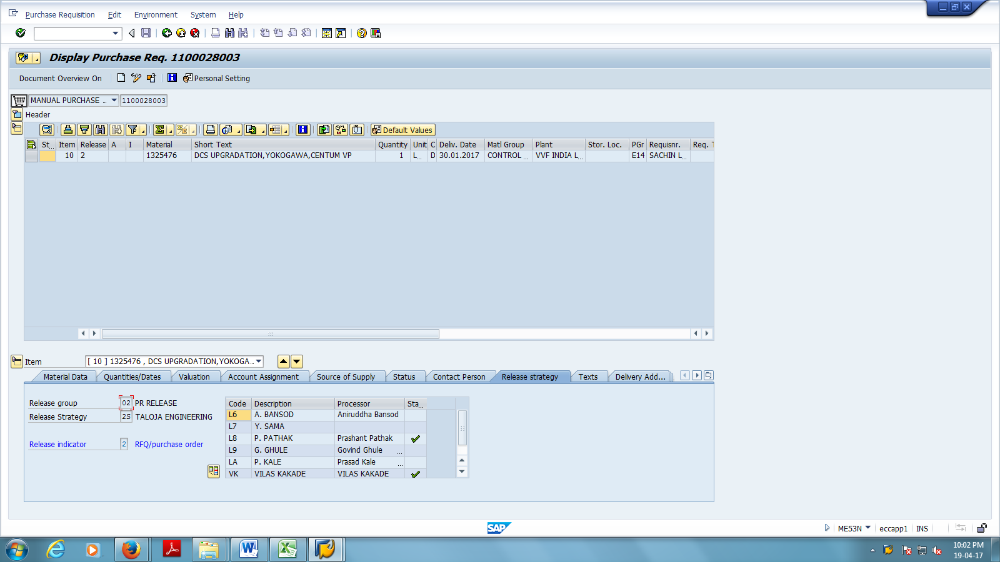 Purchase Requisition Edit Environment System Help
Display Purchase Req. 1100028003
Document Overview On Personal Setting
MANUAL PURCHASE ... 1100028003
Header
Default Values
St... Item Release A I Material Short Text Quantity Unit C Deliv. Date Matl Group Plant Stor. Loc. PGr Requisnr. Req. T
10 2 1325476 DCS UPGRADATION,YOKOGAWA,CENTUM VP 1 L... D 30.01.2017 CONTROL ... VVF INDIA L... E14 SACHIN L...
Item [ 10 ] 1325476 , DCS UPGRADATION,YOKOGA...
Material Data Quantities/Dates Valuation Account Assignment Source of Supply Status Contact Person Release strategy Texts Delivery Add...
Release group 02 PR RELEASE
Release Strategy 2S TALOJA ENGINEERING
Release indicator 2 RFQ/purchase order
Code Description Processor Sta...
L6 A. BANSOD Aniruddha Bansod
L7 Y. SAMA
L8 P. PATHAK Prashant Pathak
L9 G. GHULE Govind Ghule ...
LA P. KALE Prasad Kale ...
VK VILAS KAKADE VILAS KAKADE
SAP
ME53N eccapp1 INS
10:02 PM
19-04-17